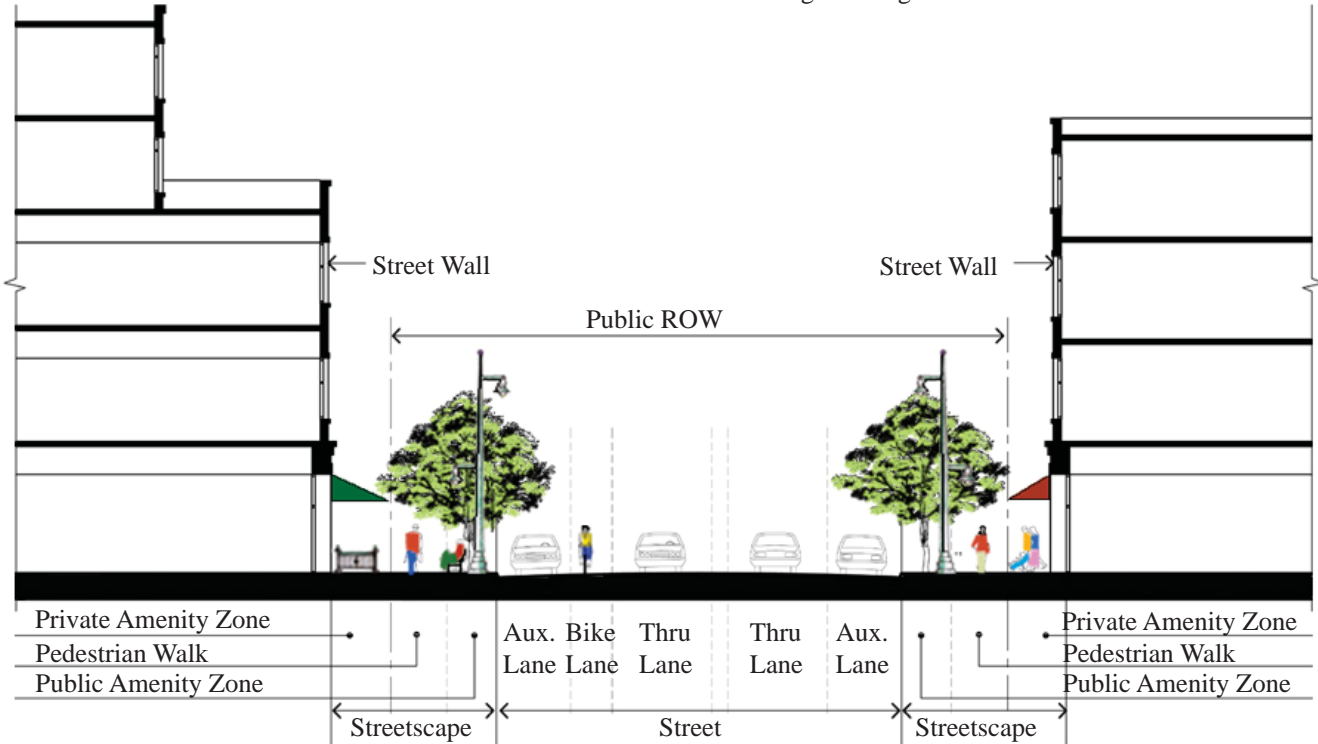 Street Wall
Street Wall
Public ROW
Private Amenity Zone
Pedestrian Walk
Public Amenity Zone
Aux.
Lane
Bike
Lane
Thru
Lane
Thru
Lane
Aux.
Lane
Private Amenity Zone
Pedestrian Walk
Public Amenity Zone
Streetscape
Street
Streetscape